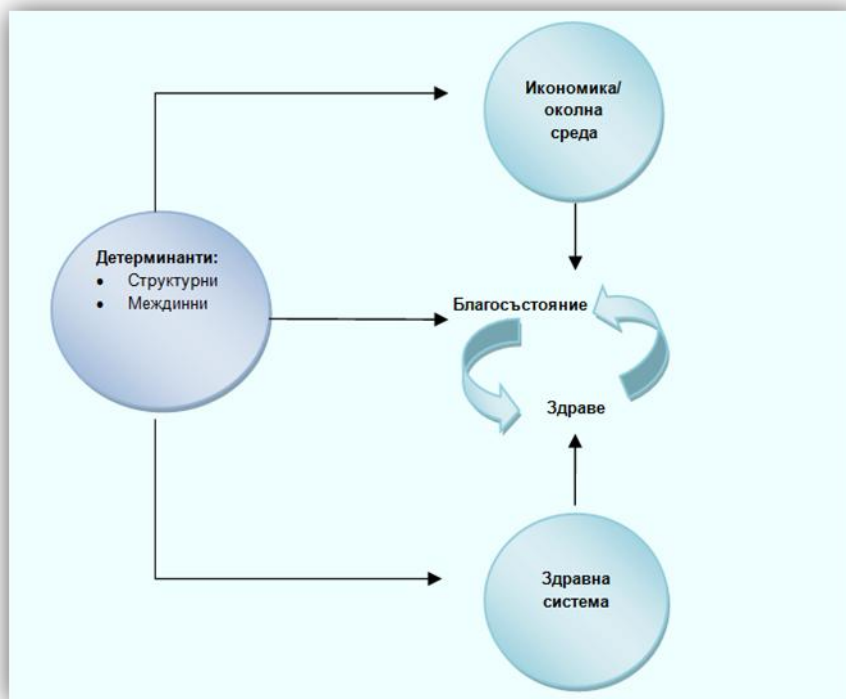 Икономика/
околна
среда
Детерминанти:
• Структурни
• Междинни
Благосъстояние
Здраве
Здравна
система